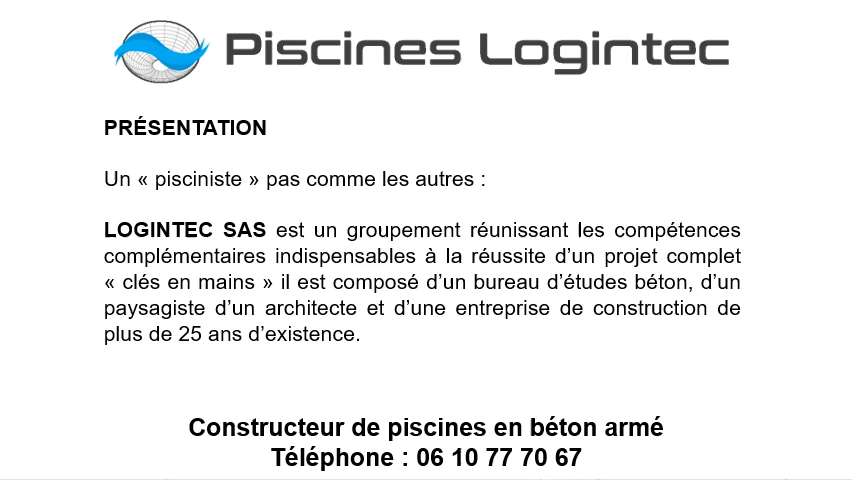 Piscines Logintec
PRÉSENTATION
Un « pisciniste » pas comme les autres :
LOGINTEC SAS est un groupement réunissant les compétences
complémentaires indispensables à la réussite d’un projet complet
« clés en mains » il est composé d’un bureau d’études béton, d’un
paysagiste d’un architecte et d’une entreprise de construction de
plus de 25 ans d’existence.
Constructeur de piscines en béton armé
Téléphone : 06 10 77 70 67